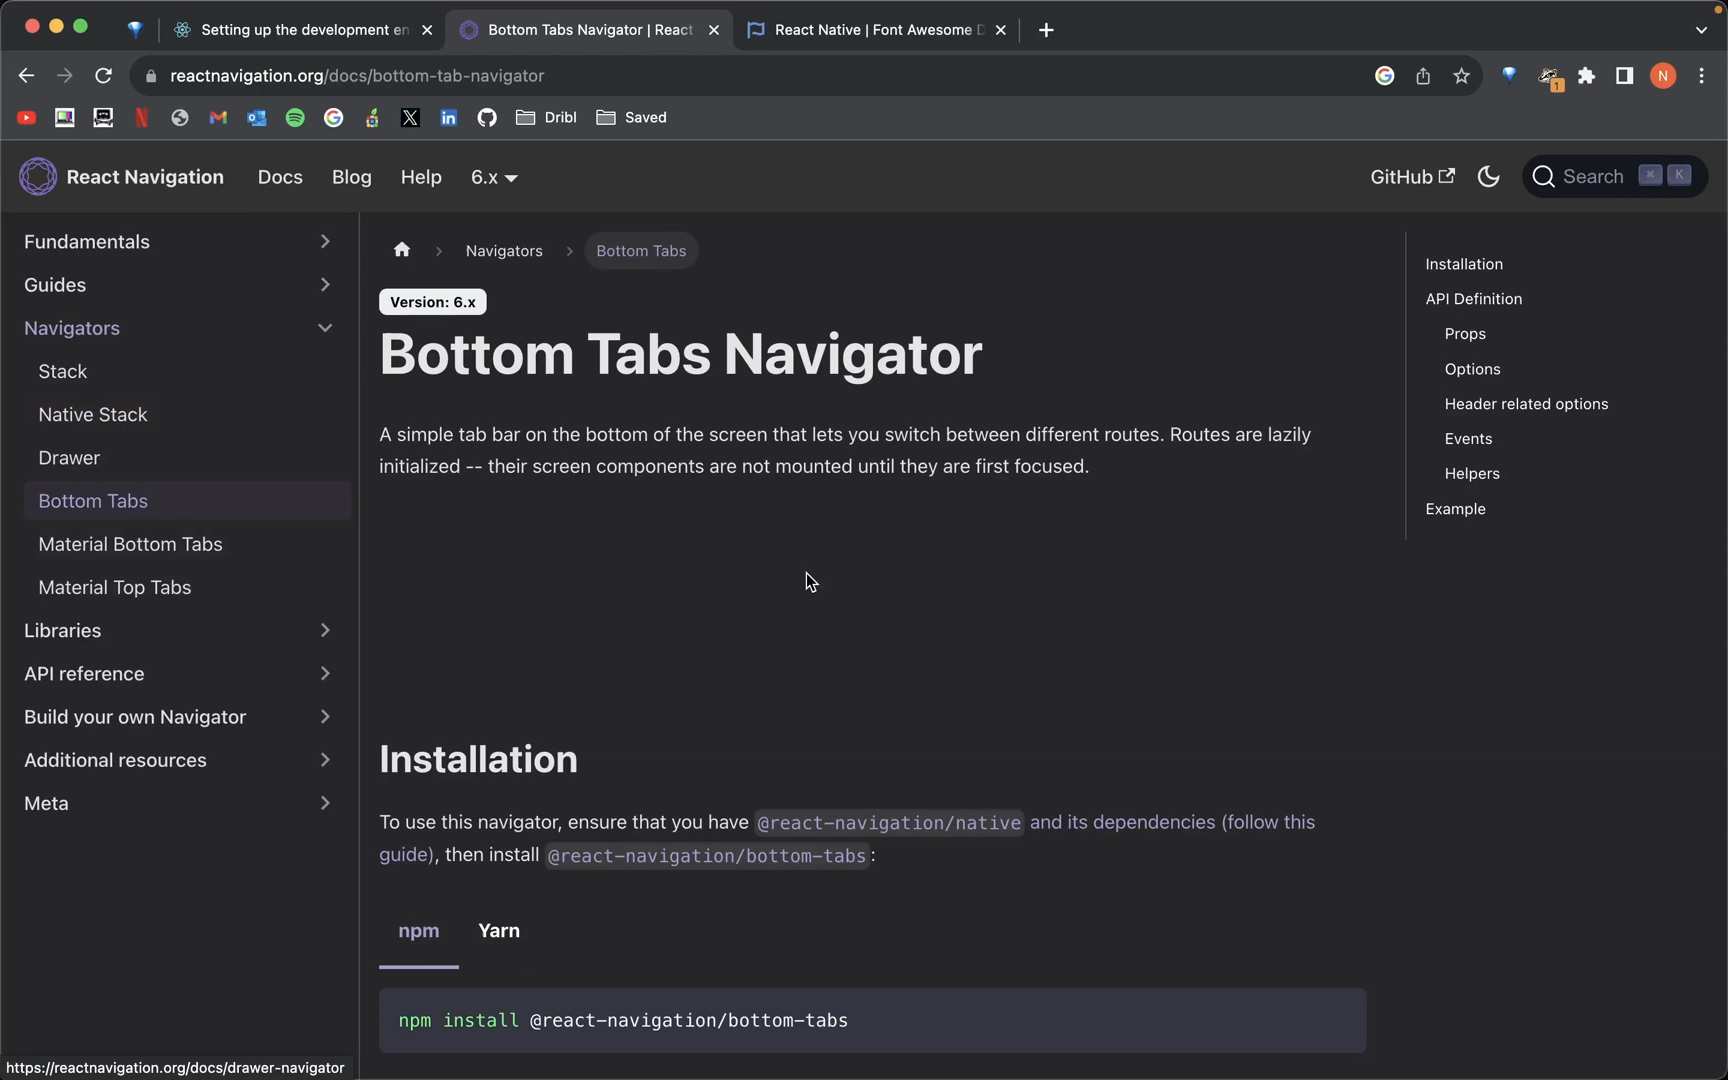 Setting up the development en
Bottom Tabs Navigator | React
React Native | Font Awesome D
reactnavigation.org/docs/bottom-tab-navigator
1
N
Dribl
Saved
React Navigation
Docs
Blog
Help
6.x
GitHub
Search
⌘ K
Fundamentals
Guides
Navigators
Stack
Native Stack
Drawer
Bottom Tabs
Material Bottom Tabs
Material Top Tabs
Libraries
API reference
Build your own Navigator
Additional resources
Meta
Navigators
Bottom Tabs
Version: 6.x
Bottom Tabs Navigator
A simple tab bar on the bottom of the screen that lets you switch between different routes. Routes are lazily
initialized -- their screen components are not mounted until they are first focused.
Installation
To use this navigator, ensure that you have @react-navigation/native and its dependencies (follow this
guide), then install @react-navigation/bottom-tabs:
npm
Yarn
npm install @react-navigation/bottom-tabs
Installation
API Definition
Props
Options
Header related options
Events
Helpers
Example
https://reactnavigation.org/docs/drawer-navigator